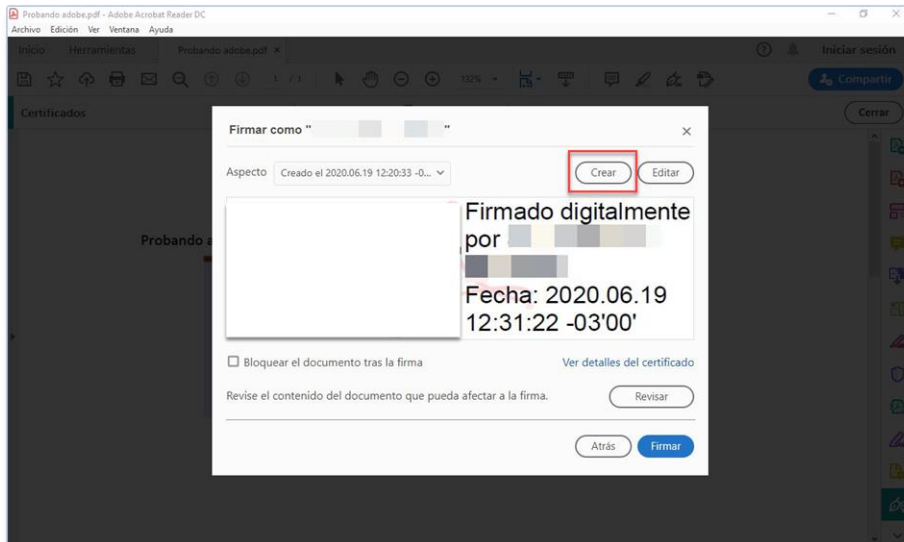 Probando adobe.pdf - Adobe Acrobat Reader DC
Archivo Edición Ver Ventana Ayuda
Inicio Herramientas Probando adobe.pdf × Iniciar sesión
1 / 1 132% Compartir
Certificados Cerrar
Firmar como " "
Aspecto Creado el 2020.06.19 12:20:33 -0... Crear Editar
Probando a
Firmado digitalmente
por
Fecha: 2020.06.19
12:31:22 -03'00'
Bloquear el documento tras la firma Ver detalles del certificado
Revise el contenido del documento que pueda afectar a la firma. Revisar
Atrás Firmar